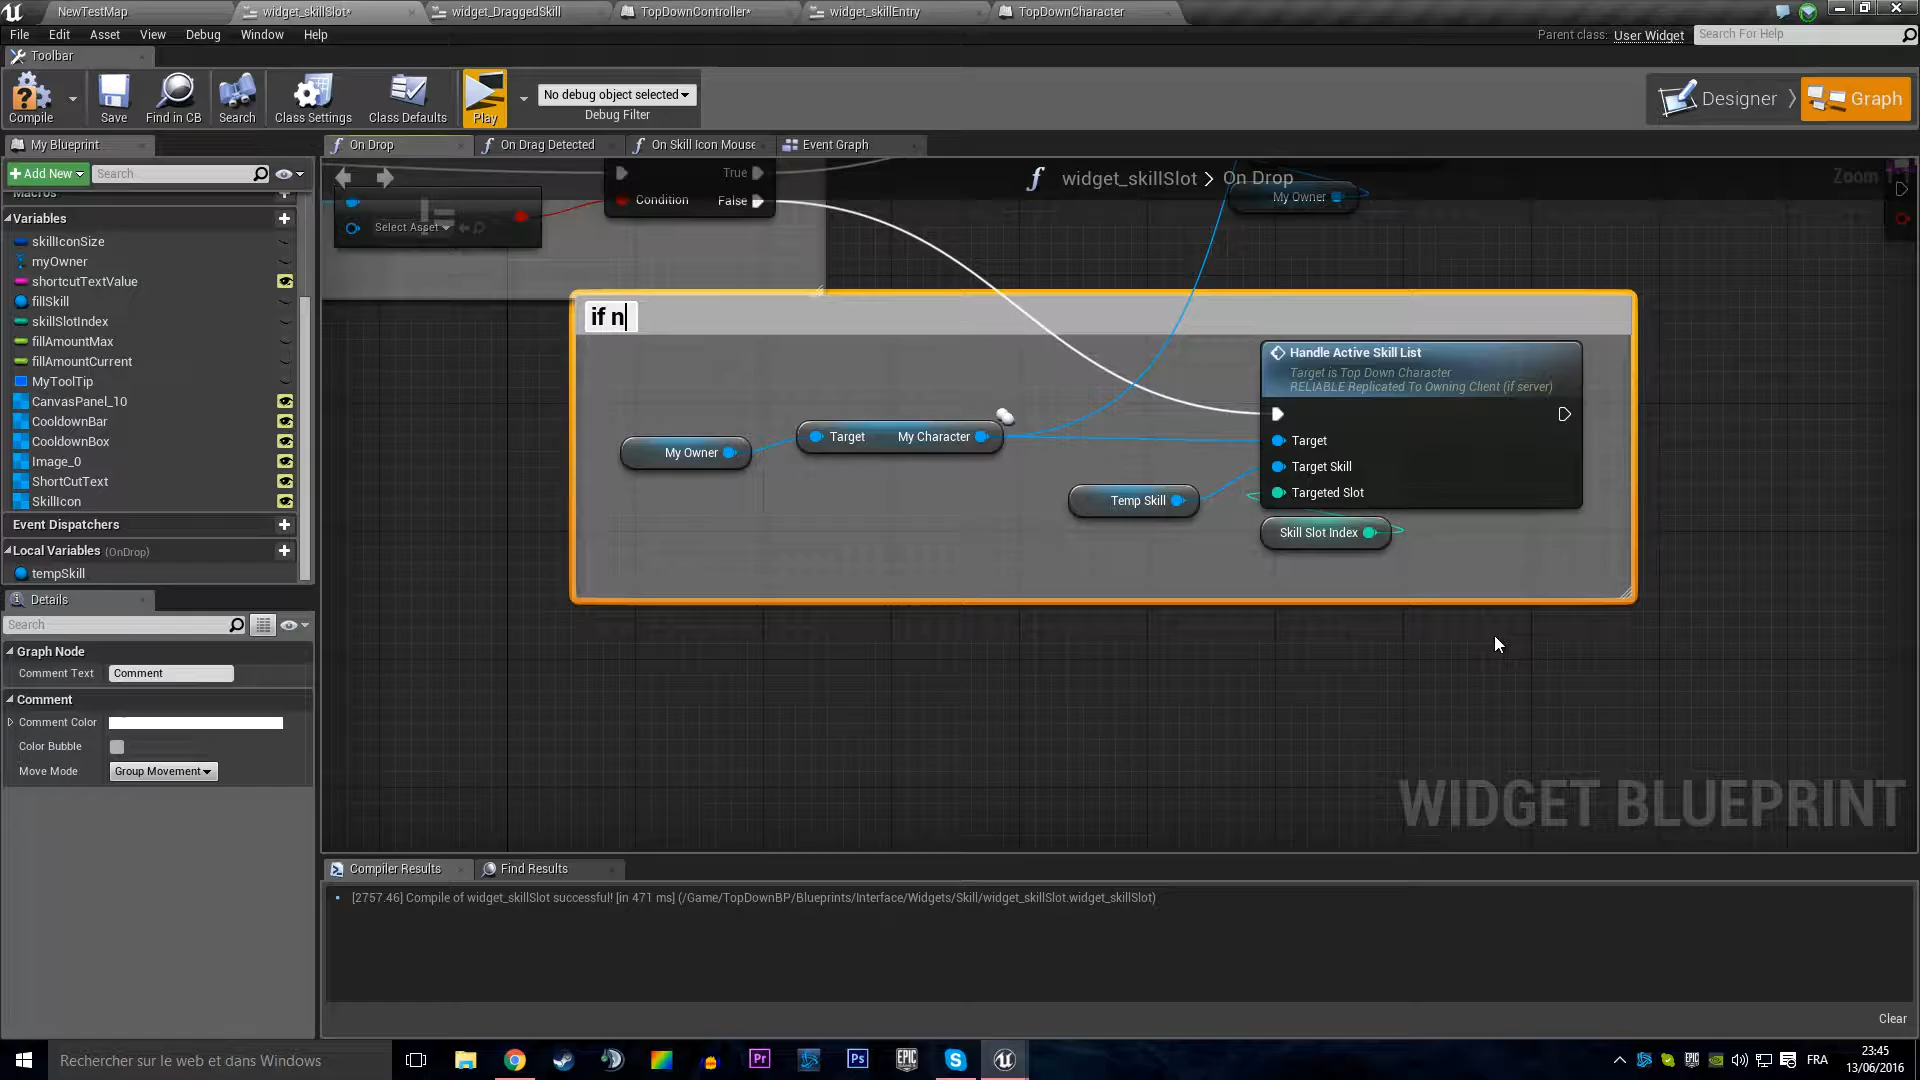 NewTestMap
widget_skillSlot*
widget_DraggedSkill
TopDownController*
widget_skillEntry
TopDownCharacter
File Edit Asset View Debug Window Help
Parent class: User Widget
Search For Help
Toolbar
Compile
Save
Find in CB
Search
Class Settings
Class Defaults
Play
No debug object selected
Debug Filter
Designer
Graph
My Blueprint
On Drop
On Drag Detected
On Skill Icon Mouse
Event Graph
Add New
Search
widget_skillSlot > On Drop
Macros
Variables
skillIconSize
myOwner
shortcutTextValue
fillSkill
skillSlotIndex
fillAmountMax
fillAmountCurrent
MyToolTip
CanvasPanel_10
CooldownBar
CooldownBox
Image_0
ShortCutText
SkillIcon
Event Dispatchers
Local Variables (OnDrop)
tempSkill
Details
Search
Graph Node
Comment Text Comment
Comment
Comment Color
Color Bubble
Move Mode Group Movement
!=
Select Asset
True
Condition False
My Owner
if n
My Owner
Target My Character
Temp Skill
Handle Active Skill List
Target is Top Down Character
RELIABLE Replicated To Owning Client (if server)
Target
Target Skill
Targeted Slot
Skill Slot Index
WIDGET BLUEPRINT
Compiler Results
Find Results
[2757.46] Compile of widget_skillSlot successful! [in 471 ms] (/Game/TopDownBP/Blueprints/Interface/Widgets/Skill/widget_skillSlot.widget_skillSlot)
Clear
Rechercher sur le web et dans Windows
Pr
Ps
EPIC
FRA
23:45
13/06/2016